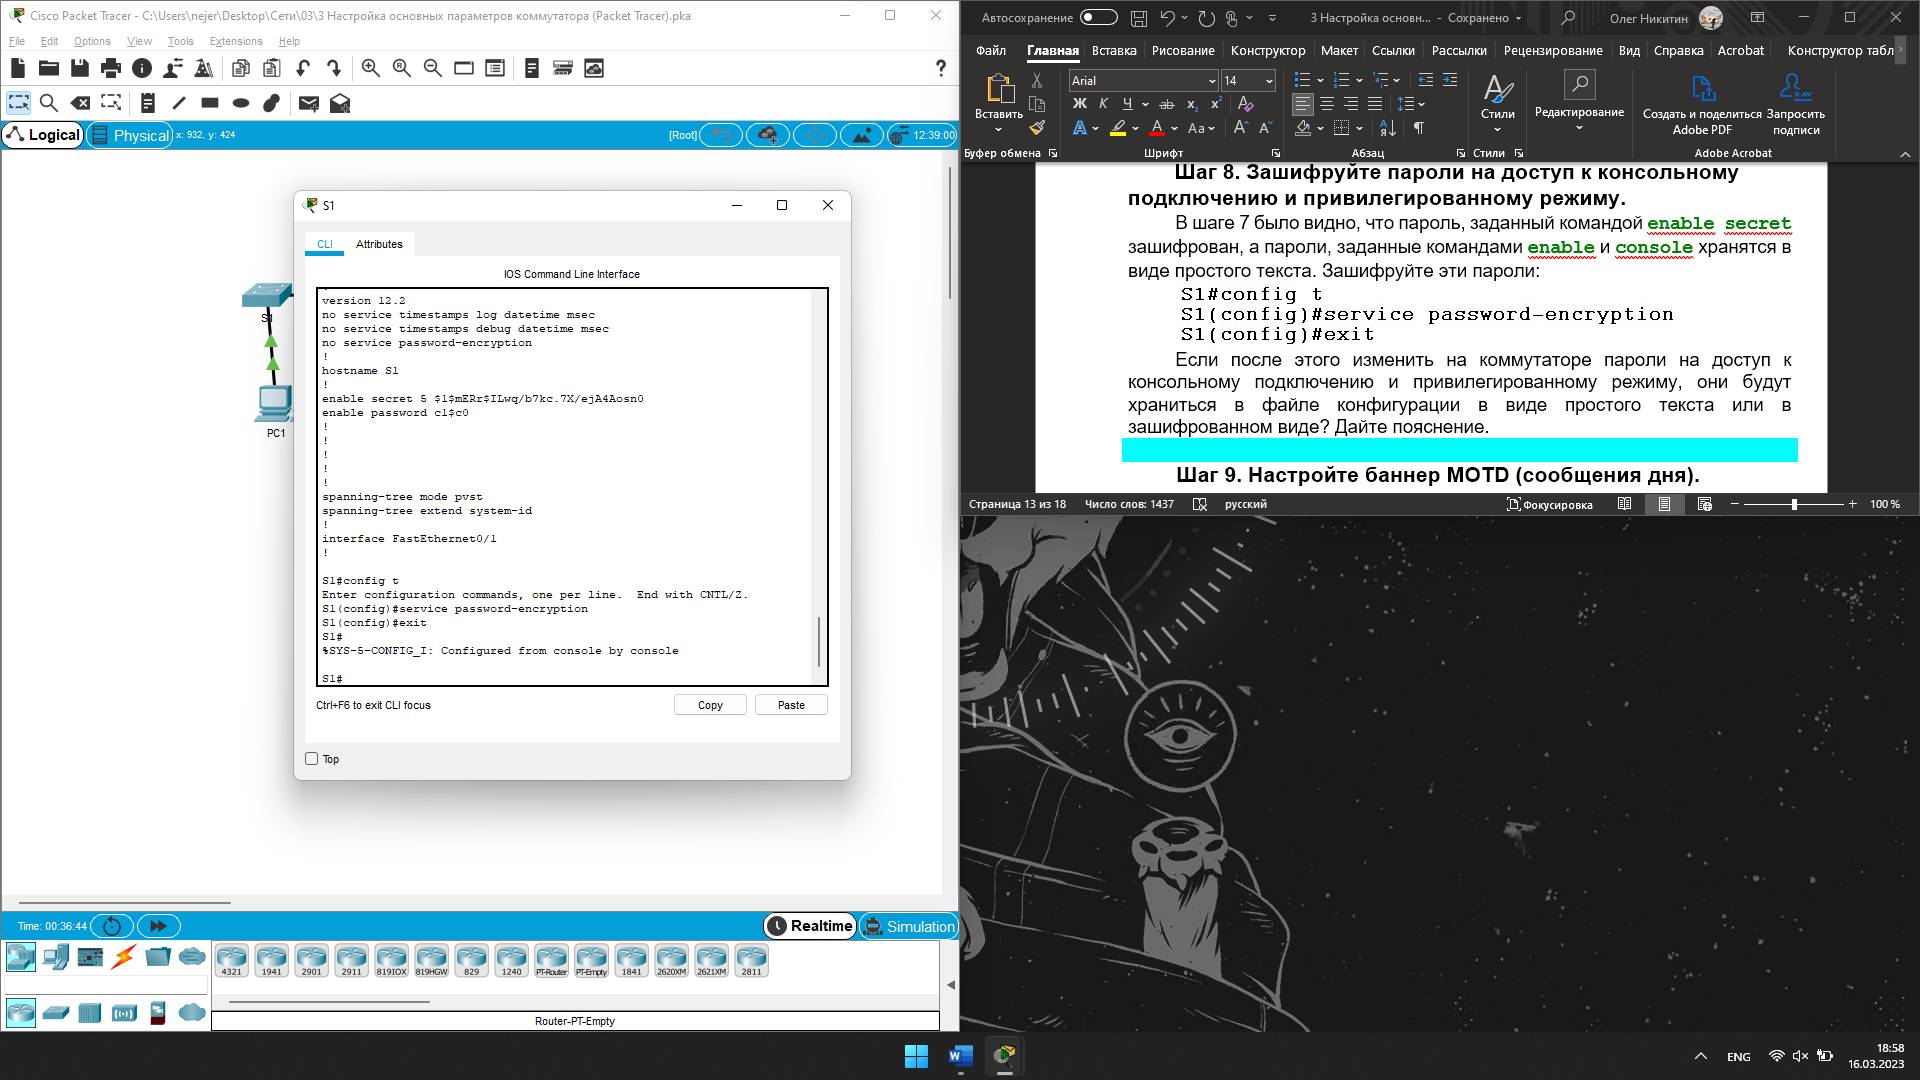 Cisco Packet Tracer - C:\Users\nejer\Desktop\Сети\03\3 Настройка основных параметров коммутатора (Packet Tracer).pka
File Edit Options View Tools Extensions Help
Logical Physical x: 932, y: 424 [Root] 12:39:00
S1
PC1
S1
CLI Attributes
IOS Command Line Interface
version 12.2
no service timestamps log datetime msec
no service timestamps debug datetime msec
no service password-encryption
!
hostname S1
!
enable secret 5 $1$mERr$ILwq/b7kc.7X/ejA4Aosn0
enable password c1$c0
!
!
!
!
!
spanning-tree mode pvst
spanning-tree extend system-id
!
interface FastEthernet0/1
!
S1#config t
Enter configuration commands, one per line. End with CNTL/Z.
S1(config)#service password-encryption
S1(config)#exit
S1#
%SYS-5-CONFIG_I: Configured from console by console
S1#
Ctrl+F6 to exit CLI focus Copy Paste
Top
Time: 00:36:44 Realtime Simulation
4321 1941 2901 2911 819IOX 819HGW 829 1240 PT-Router PT-Empty 1841 2620XM 2621XM 2811
Router-PT-Empty
Автосохранение 3 Настройка основн... - Сохранено Олег Никитин
Файл Главная Вставка Рисование Конструктор Макет Ссылки Рассылки Рецензирование Вид Справка Acrobat Конструктор табл
Вставить
Буфер обмена
Arial 14
Ж К Ч ab x₂ x²
Aa
Шрифт
Абзац
Стили
Стили
Редактирование
Создать и поделиться Adobe PDF
Запросить подписи
Adobe Acrobat
Шаг 8. Зашифруйте пароли на доступ к консольному
подключению и привилегированному режиму.
В шаге 7 было видно, что пароль, заданный командой enable secret
зашифрован, а пароли, заданные командами enable и console хранятся в
виде простого текста. Зашифруйте эти пароли:
S1#config t
S1(config)#service password-encryption
S1(config)#exit
Если после этого изменить на коммутаторе пароли на доступ к
консольному подключению и привилегированному режиму, они будут
храниться в файле конфигурации в виде простого текста или в
зашифрованном виде? Дайте пояснение.
Шаг 9. Настройте баннер MOTD (сообщения дня).
Страница 13 из 18 Число слов: 1437 русский Фокусировка 100 %
ENG 18:58
16.03.2023